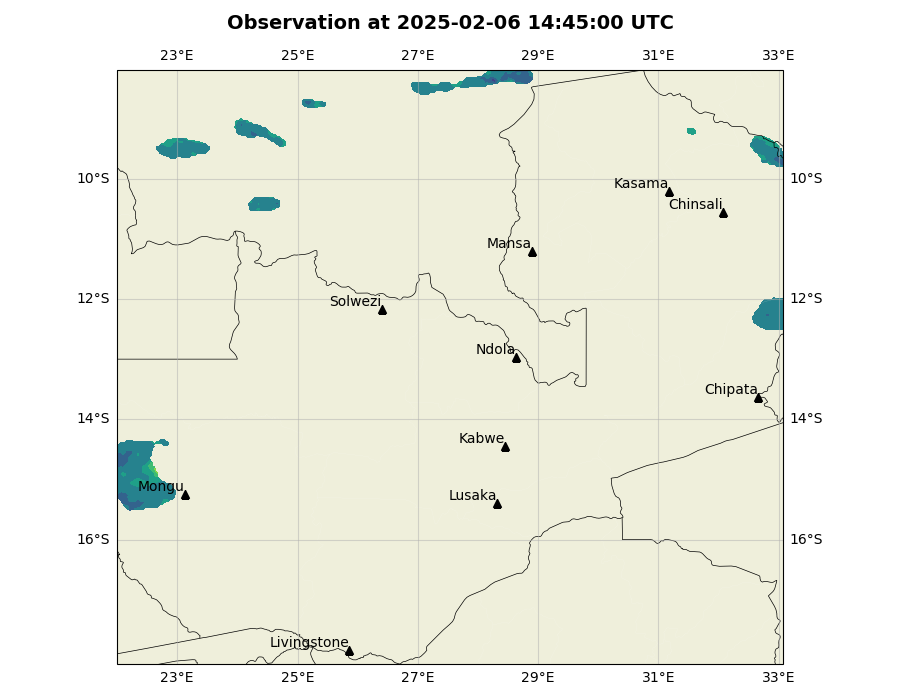 Observation at 2025-02-06 14:45:00 UTC
23°E 25°E 27°E 29°E 31°E 33°E
10°S 10°S
Kasama
Chinsali
Mansa
12°S 12°S
Solwezi
Ndola
Chipata
14°S 14°S
Kabwe
Mongu
Lusaka
16°S 16°S
Livingstone
23°E 25°E 27°E 29°E 31°E 33°E